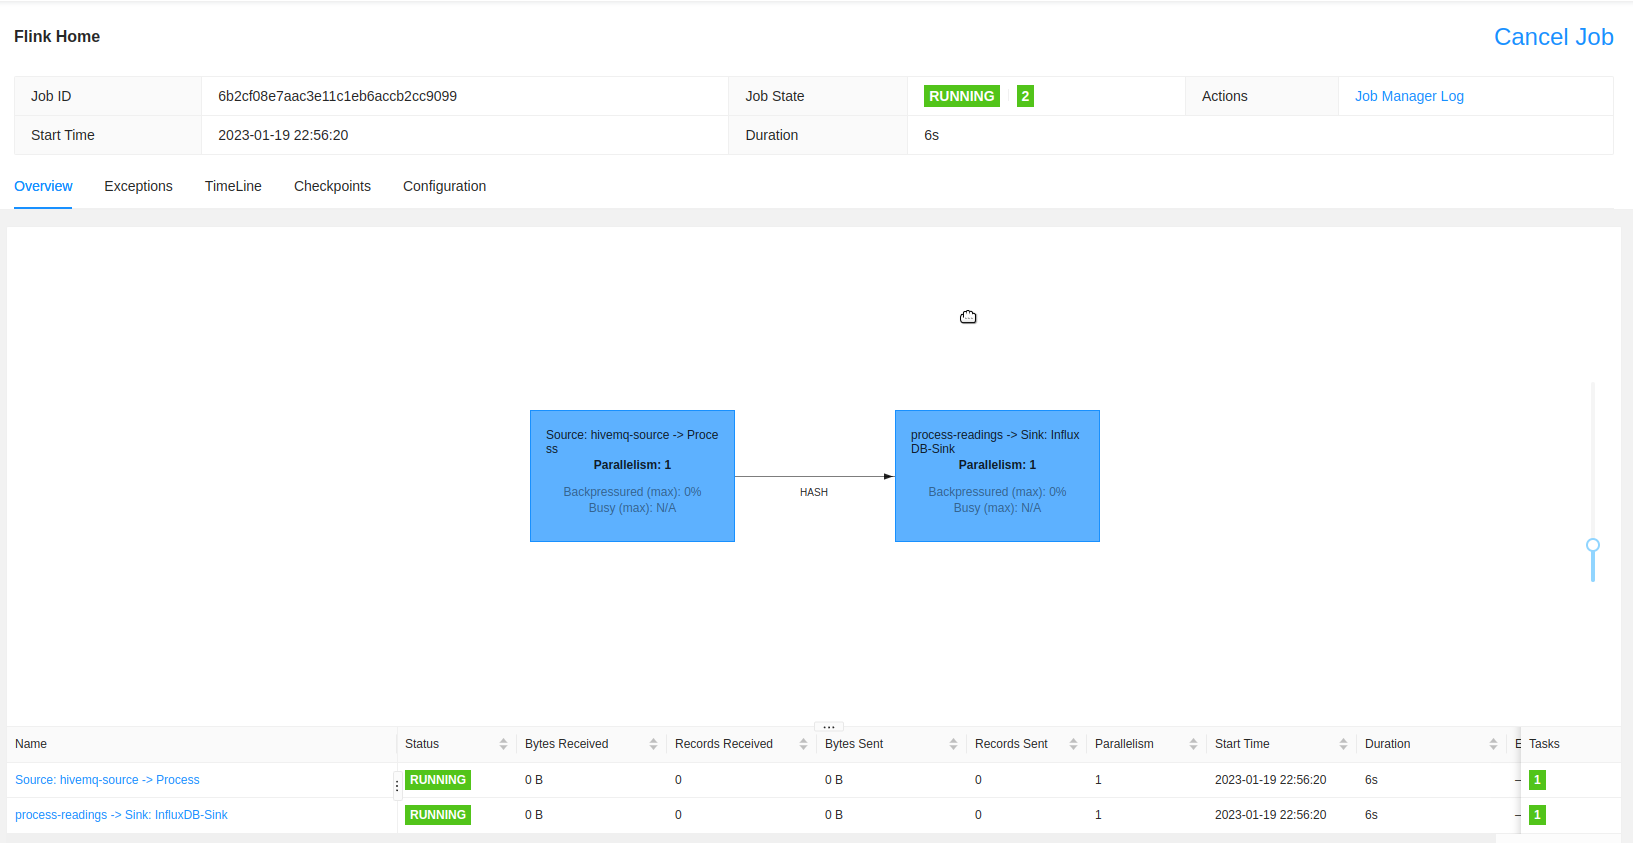 Flink Home
Cancel Job
Job ID 6b2cf08e7aac3e11c1eb6accb2cc9099 Job State RUNNING 2 Actions Job Manager Log
Start Time 2023-01-19 22:56:20 Duration 6s
Overview Exceptions TimeLine Checkpoints Configuration
Source: hivemq-source -> Proce
ss
Parallelism: 1
Backpressured (max): 0%
Busy (max): N/A
HASH
process-readings -> Sink: Influx
DB-Sink
Parallelism: 1
Backpressured (max): 0%
Busy (max): N/A
Name Status Bytes Received Records Received Bytes Sent Records Sent Parallelism Start Time Duration E Tasks
Source: hivemq-source -> Process RUNNING 0 B 0 0 B 0 1 2023-01-19 22:56:20 6s – 1
process-readings -> Sink: InfluxDB-Sink RUNNING 0 B 0 0 B 0 1 2023-01-19 22:56:20 6s – 1